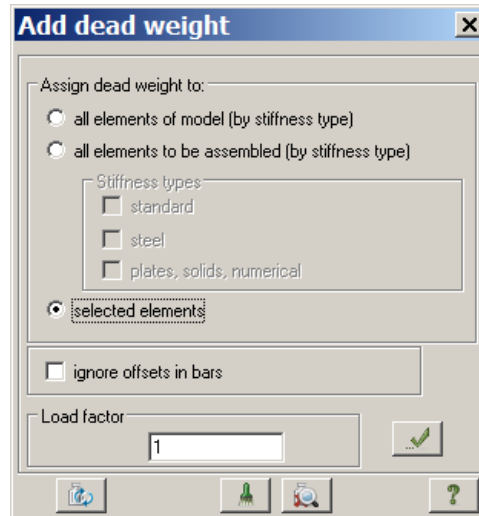 Add dead weight
Assign dead weight to:
all elements of model (by stiffness type)
all elements to be assembled (by stiffness type)
Stiffness types
standard
steel
plates, solids, numerical
selected elements
ignore offsets in bars
Load factor
1